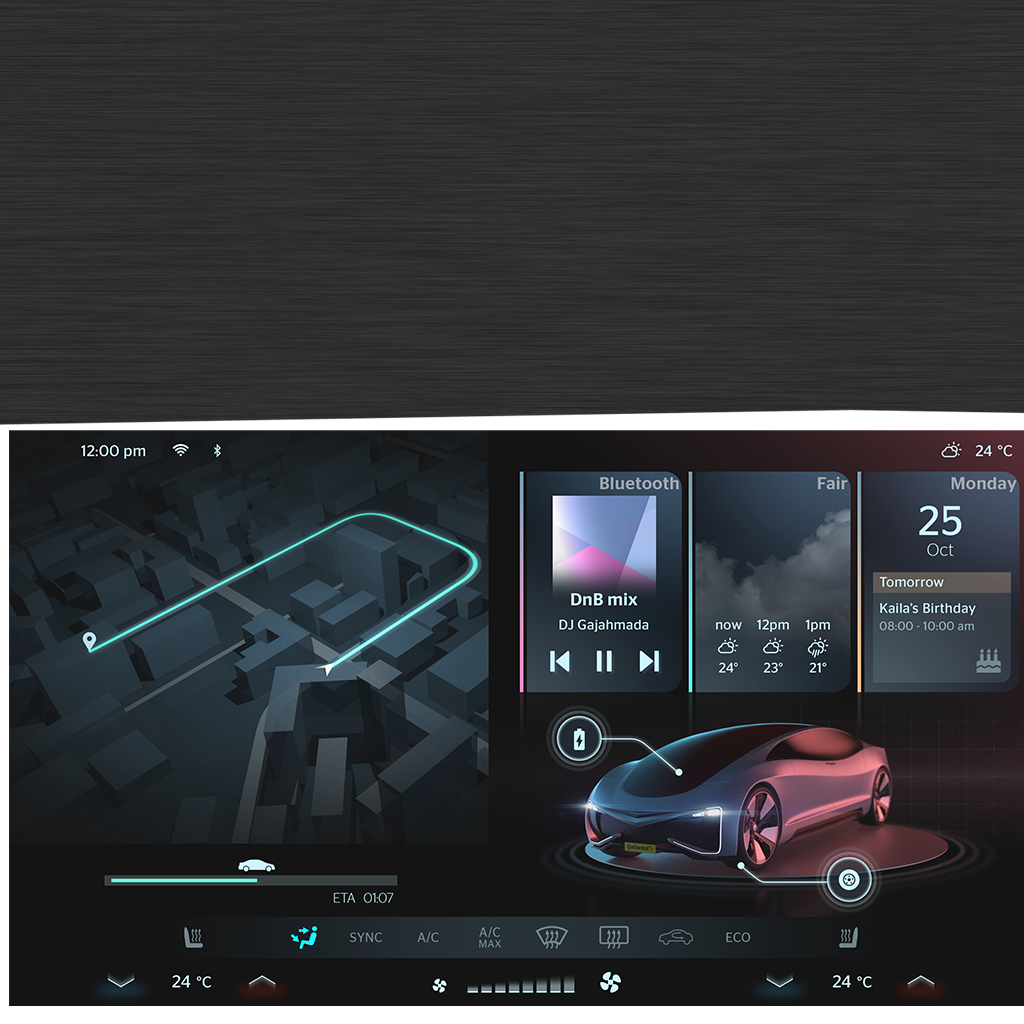 12:00 pm
24 °C
Bluetooth
DnB mix
DJ Gajahmada
Fair
now 12pm 1pm
24° 23° 21°
Monday
25
Oct
Tomorrow
Kaila's Birthday
08:00 - 10:00 am
Continental
ETA 01:07
SYNC
A/C
A/C
MAX
ECO
24 °C
24 °C